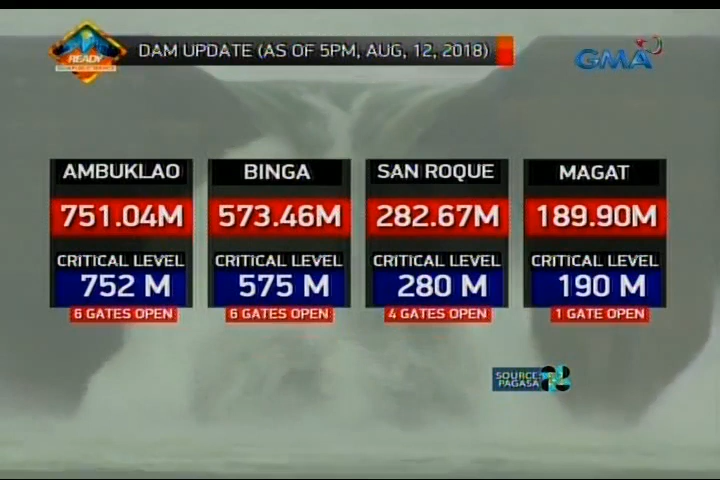 READY
DAM UPDATE (AS OF 5PM, AUG, 12, 2018)
GMA
AMBUKLAO
751.04M
CRITICAL LEVEL
752 M
6 GATES OPEN
BINGA
573.46M
CRITICAL LEVEL
575 M
6 GATES OPEN
SAN ROQUE
282.67M
CRITICAL LEVEL
280 M
4 GATES OPEN
MAGAT
189.90M
CRITICAL LEVEL
190 M
1 GATE OPEN
SOURCE:
PAGASA